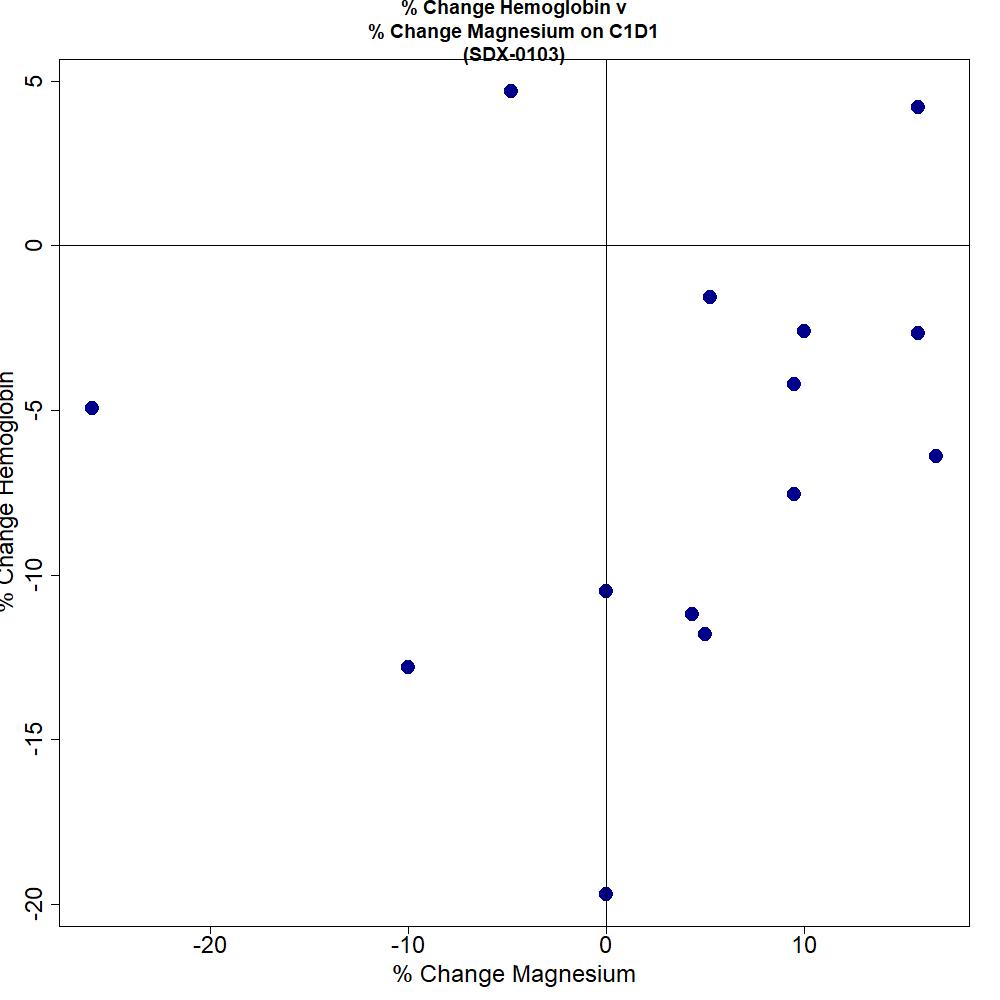 % Change Hemoglobin v
% Change Magnesium on C1D1
(SDX-0103)
5
0
-5
-10
-15
-20
% Change Hemoglobin
-20
-10
0
10
% Change Magnesium